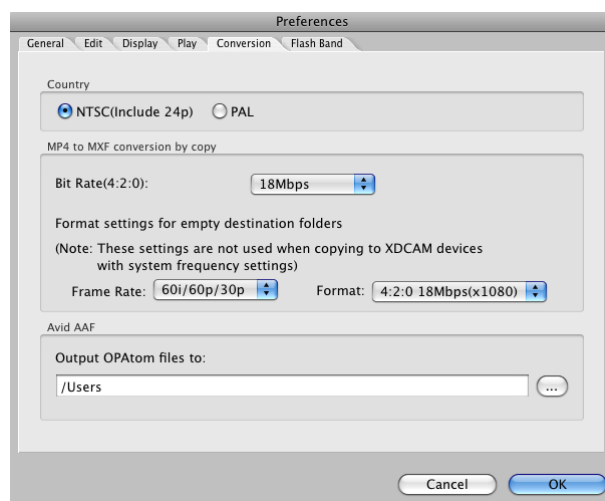 Preferences
General Edit Display Play Conversion Flash Band
Country
NTSC(Include 24p) PAL
MP4 to MXF conversion by copy
Bit Rate(4:2:0): 18Mbps
Format settings for empty destination folders
(Note: These settings are not used when copying to XDCAM devices
with system frequency settings)
Frame Rate: 60i/60p/30p Format: 4:2:0 18Mbps(x1080)
Avid AAF
Output OPAtom files to:
/Users ...
Cancel OK